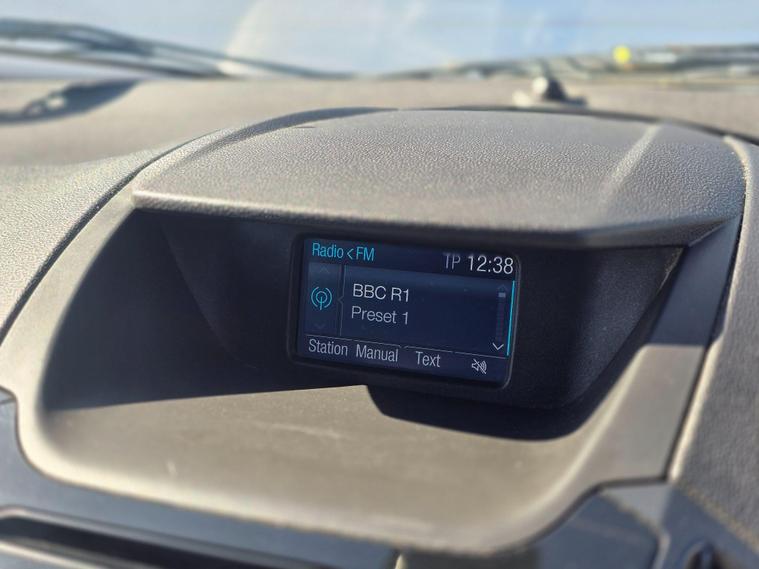 Radio < FM TP 12:38
BBC R1
Preset 1
Station Manual Text